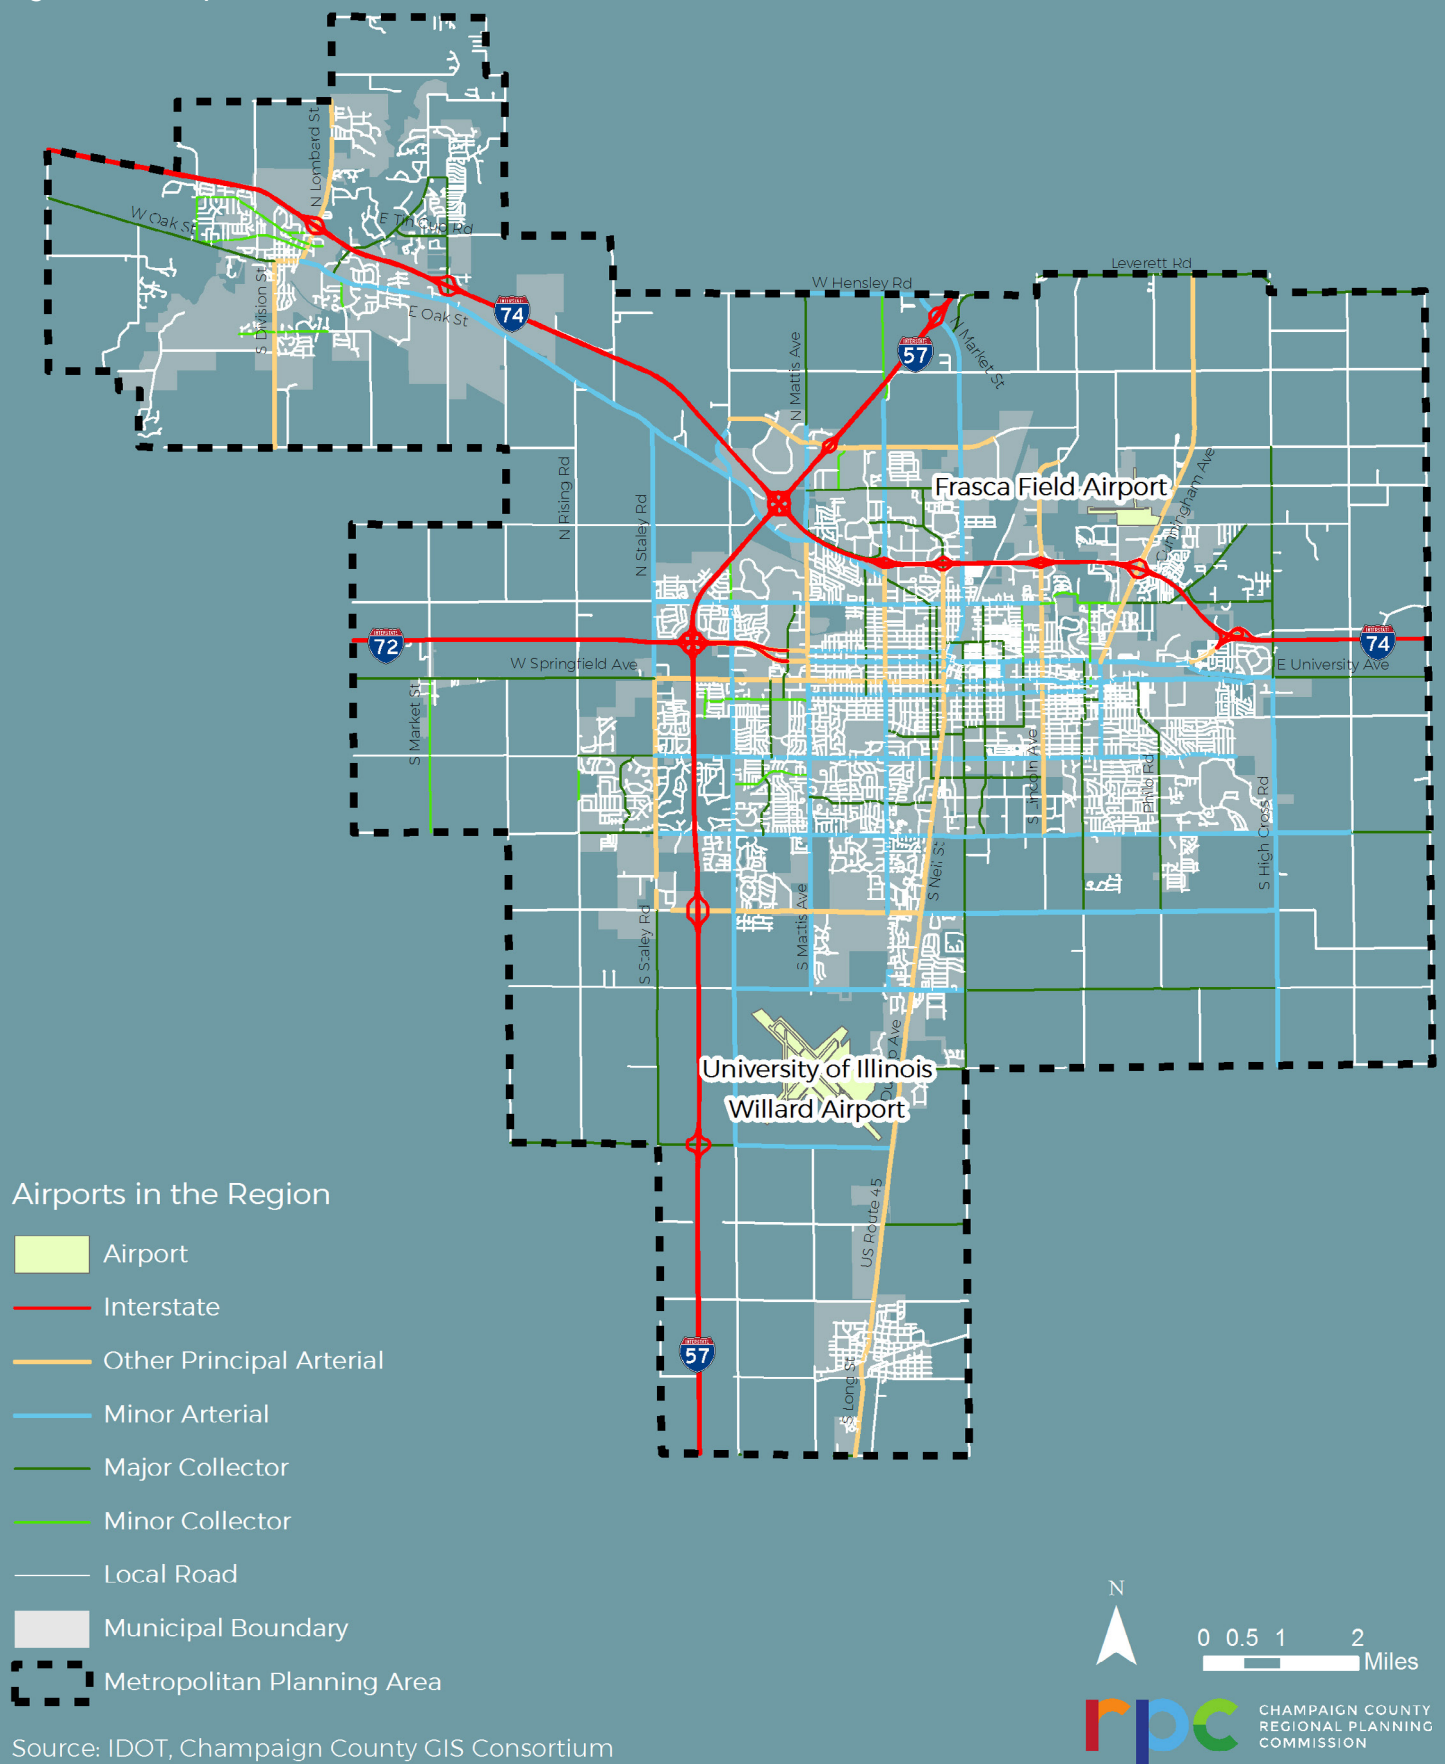 N Lombard St
W Oak St
E Tin Cup Rd
S Division St
E Oak St
74
W Hensley Rd
Leverett Rd
57
N Market St
N Mattis Ave
N Rising Rd
N Staley Rd
Frasca Field Airport
Cunningham Ave
72
W Springfield Ave
74
E University Ave
S Market St
S Lincoln Ave
Philo Rd
S High Cross Rd
S Neil St
S Mattis Ave
S Staley Rd
University of Illinois
Willard Airport
US Route 45
57
S Long St
Airports in the Region
Airport
Interstate
Other Principal Arterial
Minor Arterial
Major Collector
Minor Collector
Local Road
Municipal Boundary
Metropolitan Planning Area
Source: IDOT, Champaign County GIS Consortium
N
0 0.5 1 2
Miles
rpc
CHAMPAIGN COUNTY
REGIONAL PLANNING
COMMISSION